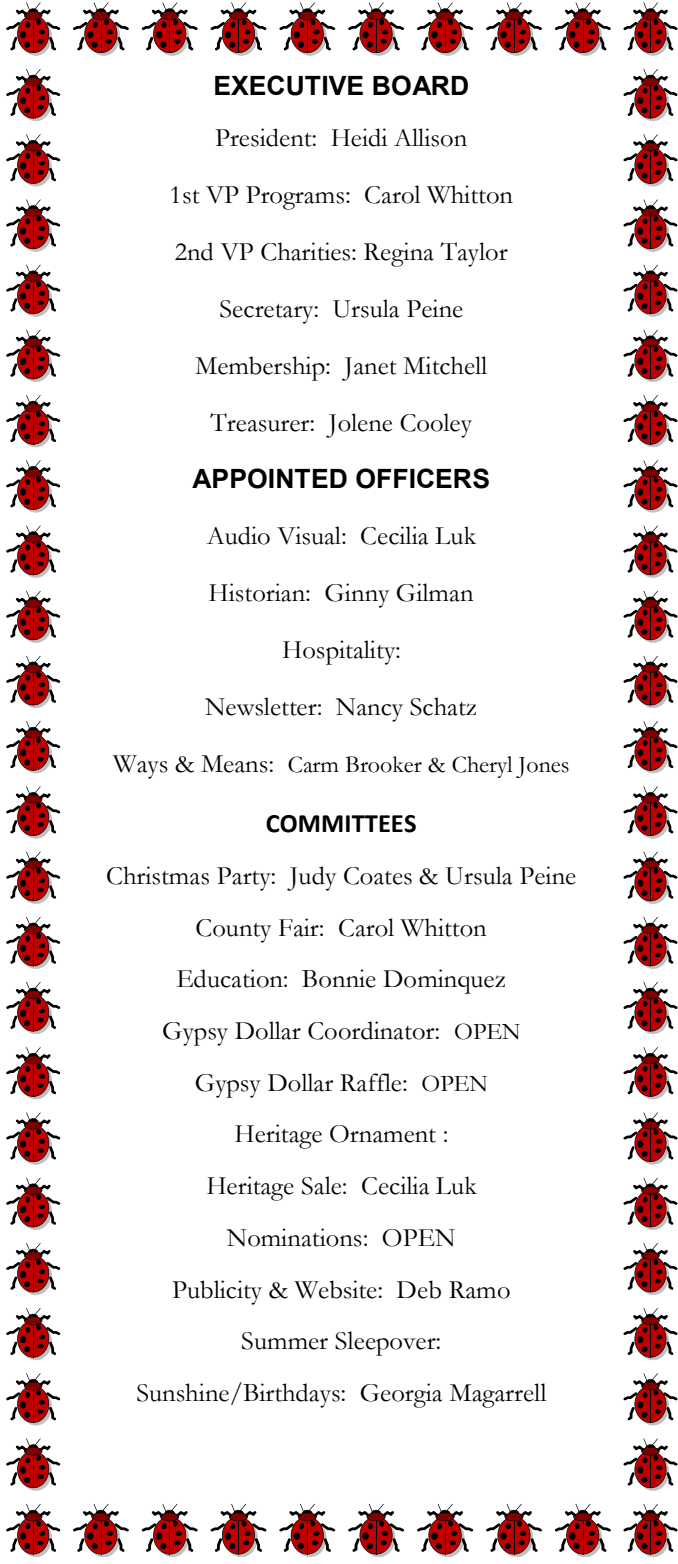 EXECUTIVE BOARD
President: Heidi Allison
1st VP Programs: Carol Whitton
2nd VP Charities: Regina Taylor
Secretary: Ursula Peine
Membership: Janet Mitchell
Treasurer: Jolene Cooley
APPOINTED OFFICERS
Audio Visual: Cecilia Luk
Historian: Ginny Gilman
Hospitality:
Newsletter: Nancy Schatz
Ways & Means: Carm Brooker & Cheryl Jones
COMMITTEES
Christmas Party: Judy Coates & Ursula Peine
County Fair: Carol Whitton
Education: Bonnie Dominquez
Gypsy Dollar Coordinator: OPEN
Gypsy Dollar Raffle: OPEN
Heritage Ornament :
Heritage Sale: Cecilia Luk
Nominations: OPEN
Publicity & Website: Deb Ramo
Summer Sleepover:
Sunshine/Birthdays: Georgia Magarrell